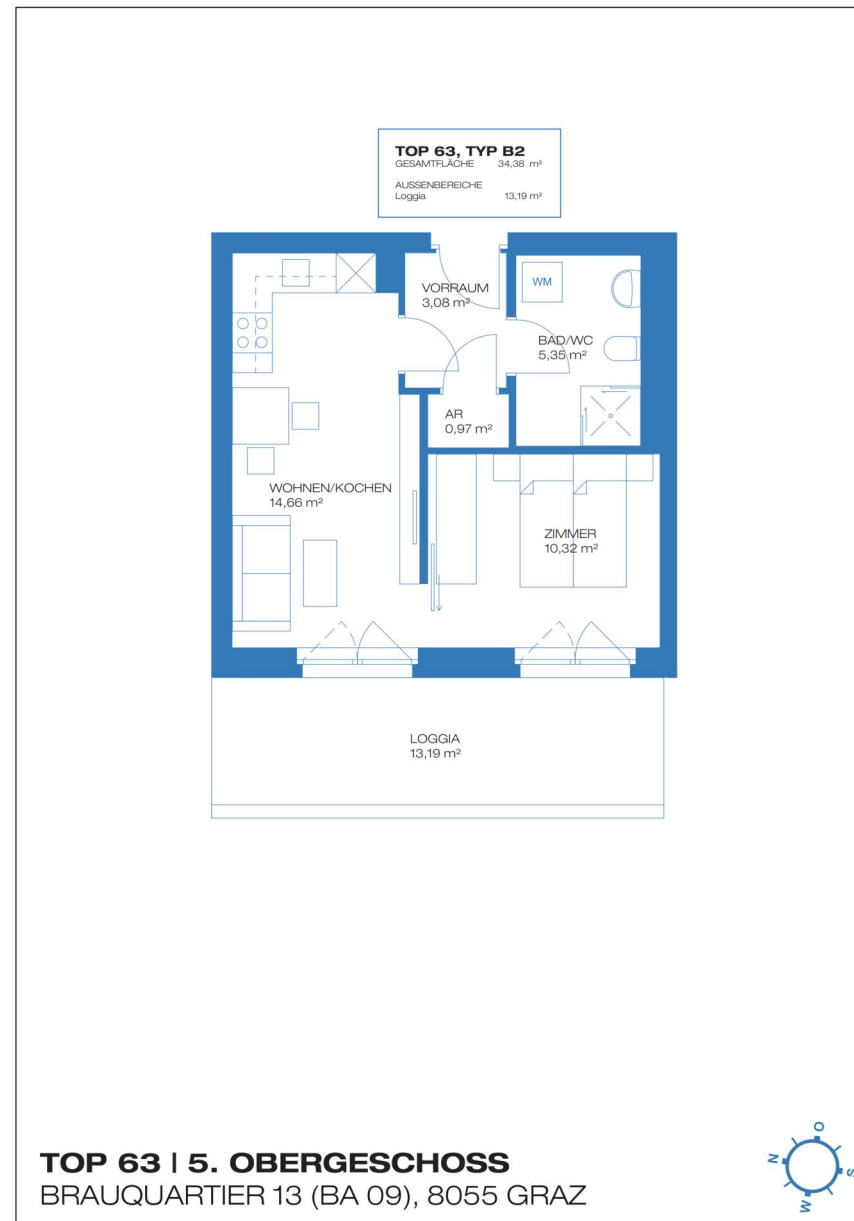 TOP 63, TYP B2
GESAMTFLÄCHE 34,38 m²
AUSSENBEREICHE
Loggia 13,19 m²
VORRAUM
3,08 m²
WM
BAD/WC
5,35 m²
AR
0,97 m²
WOHNEN/KOCHEN
14,66 m²
ZIMMER
10,32 m²
LOGGIA
13,19 m²
TOP 63 | 5. OBERGESCHOSS
BRAUQUARTIER 13 (BA 09), 8055 GRAZ
N
O
S
W